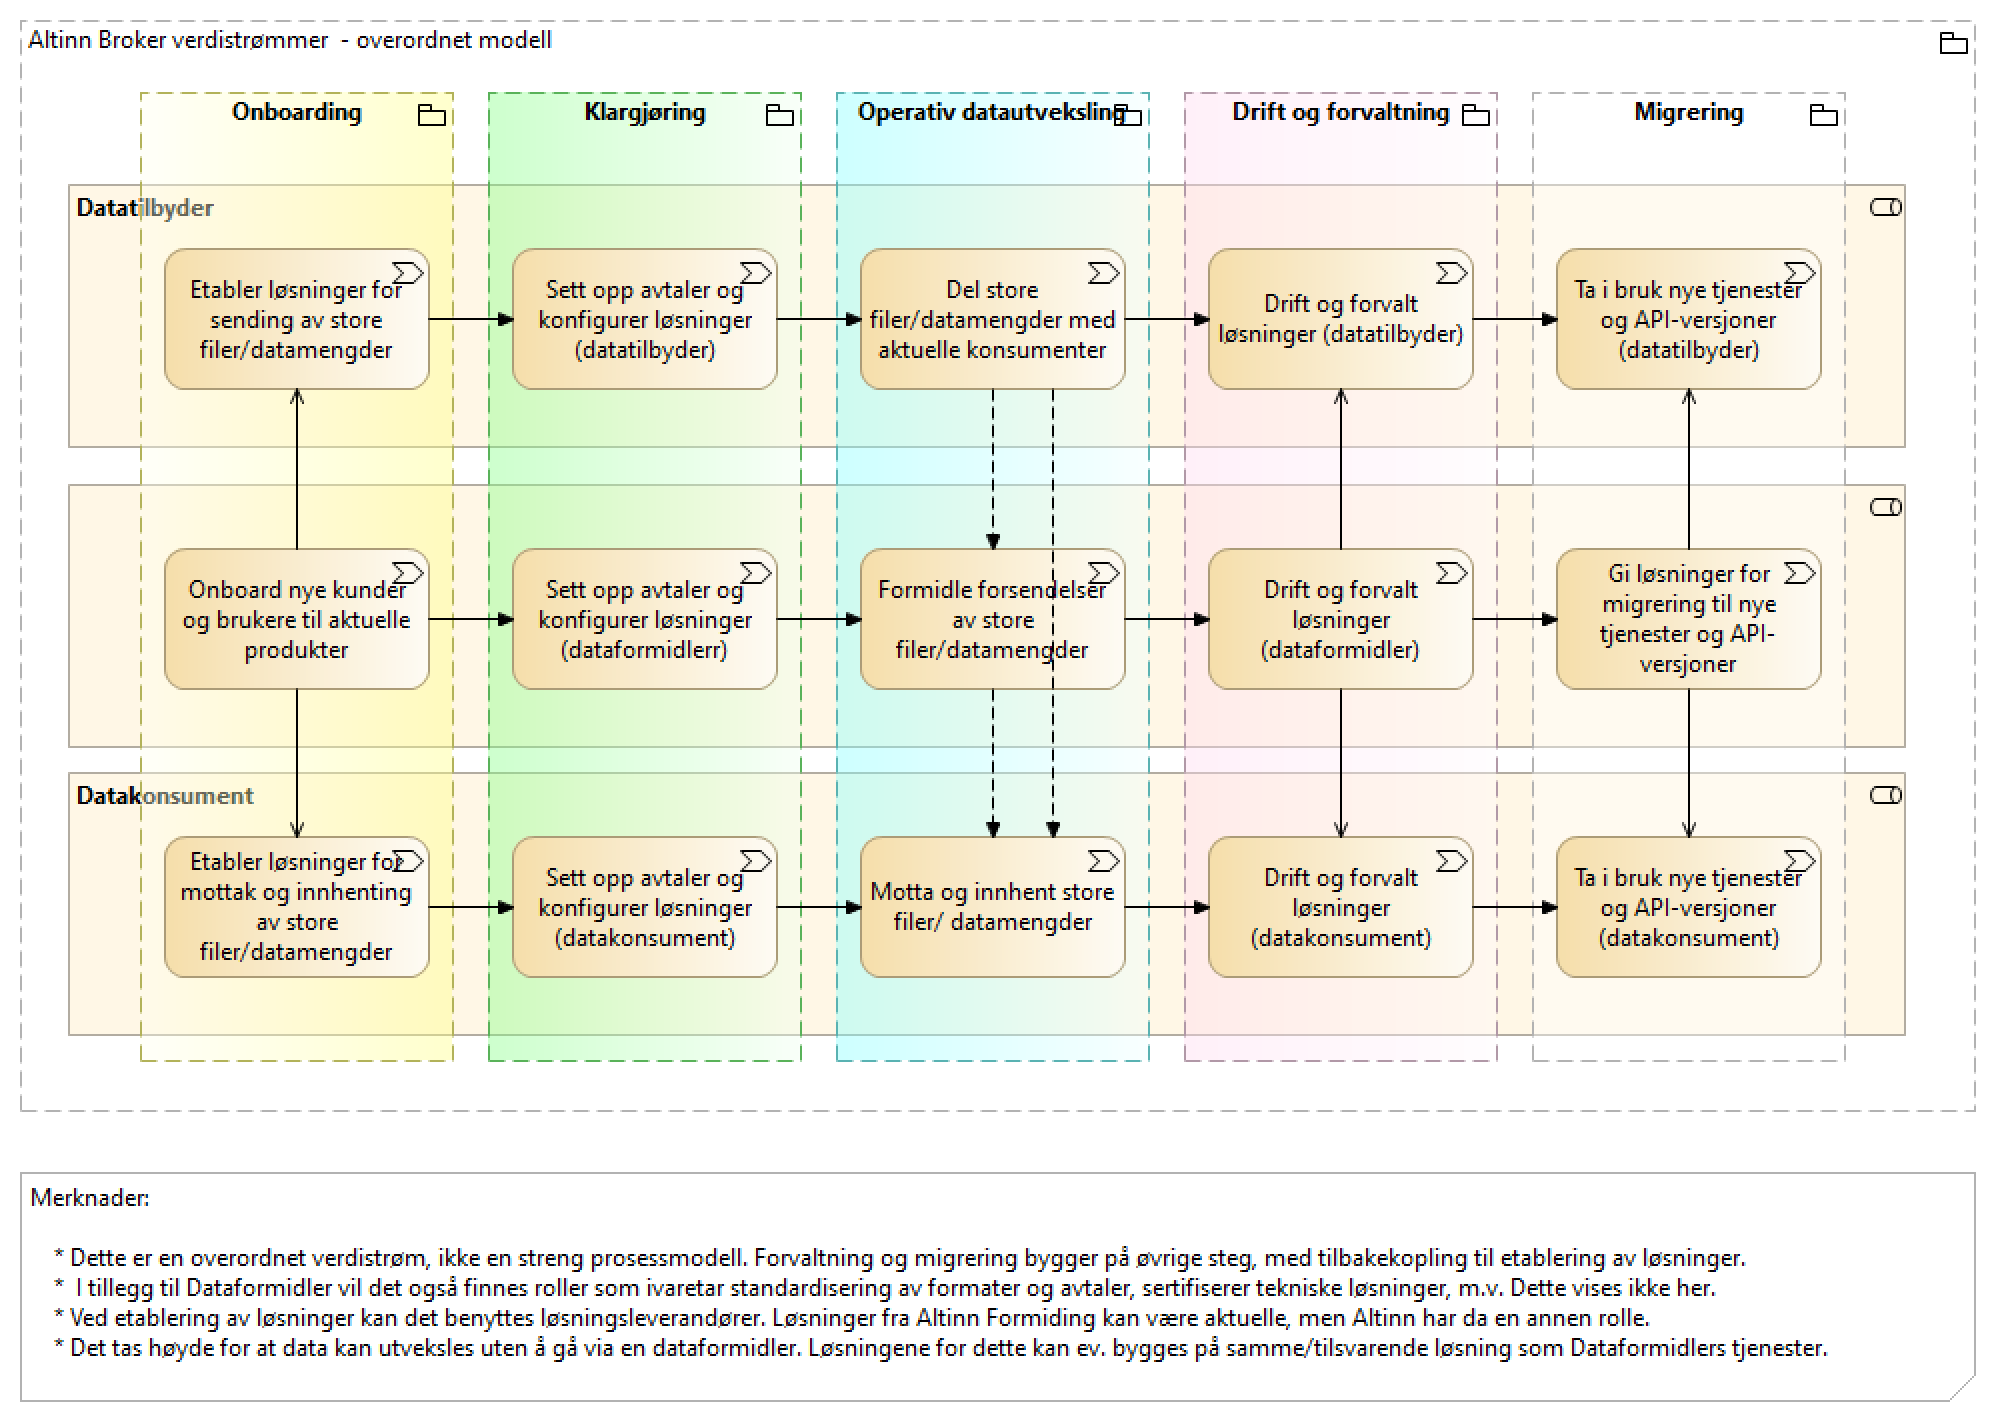 Altinn Broker verdistrømmer  - overordnet modell
Onboarding
Klargjøring
Operativ datautveksling
Drift og forvaltning
Migrering
Datatilbyder
Etabler løsninger for
sending av store
filer/datamengder
Sett opp avtaler og
konfigurer løsninger
(datatilbyder)
Del store
filer/datamengder med
aktuelle konsumenter
Drift og forvalt
løsninger (datatilbyder)
Ta i bruk nye tjenester
og API-versjoner
(datatilbyder)
Onboard nye kunder
og brukere til aktuelle
produkter
Sett opp avtaler og
konfigurer løsninger
(dataformidlerr)
Formidle forsendelser
av store
filer/datamengder
Drift og forvalt
løsninger
(dataformidler)
Gi løsninger for
migrering til nye
tjenester og API-
versjoner
Datakonsument
Etabler løsninger for
mottak og innhenting
av store
filer/datamengder
Sett opp avtaler og
konfigurer løsninger
(datakonsument)
Motta og innhent store
filer/ datamengder
Drift og forvalt
løsninger
(datakonsument)
Ta i bruk nye tjenester
og API-versjoner
(datakonsument)
Merknader:
* Dette er en overordnet verdistrøm, ikke en streng prosessmodell. Forvaltning og migrering bygger på øvrige steg, med tilbakekopling til etablering av løsninger.
*  I tillegg til Dataformidler vil det også finnes roller som ivaretar standardisering av formater og avtaler, sertifiserer tekniske løsninger, m.v. Dette vises ikke her.
* Ved etablering av løsninger kan det benyttes løsningsleverandører. Løsninger fra Altinn Formiding kan være aktuelle, men Altinn har da en annen rolle.
* Det tas høyde for at data kan utveksles uten å gå via en dataformidler. Løsningene for dette kan ev. bygges på samme/tilsvarende løsning som Dataformidlers tjenester.